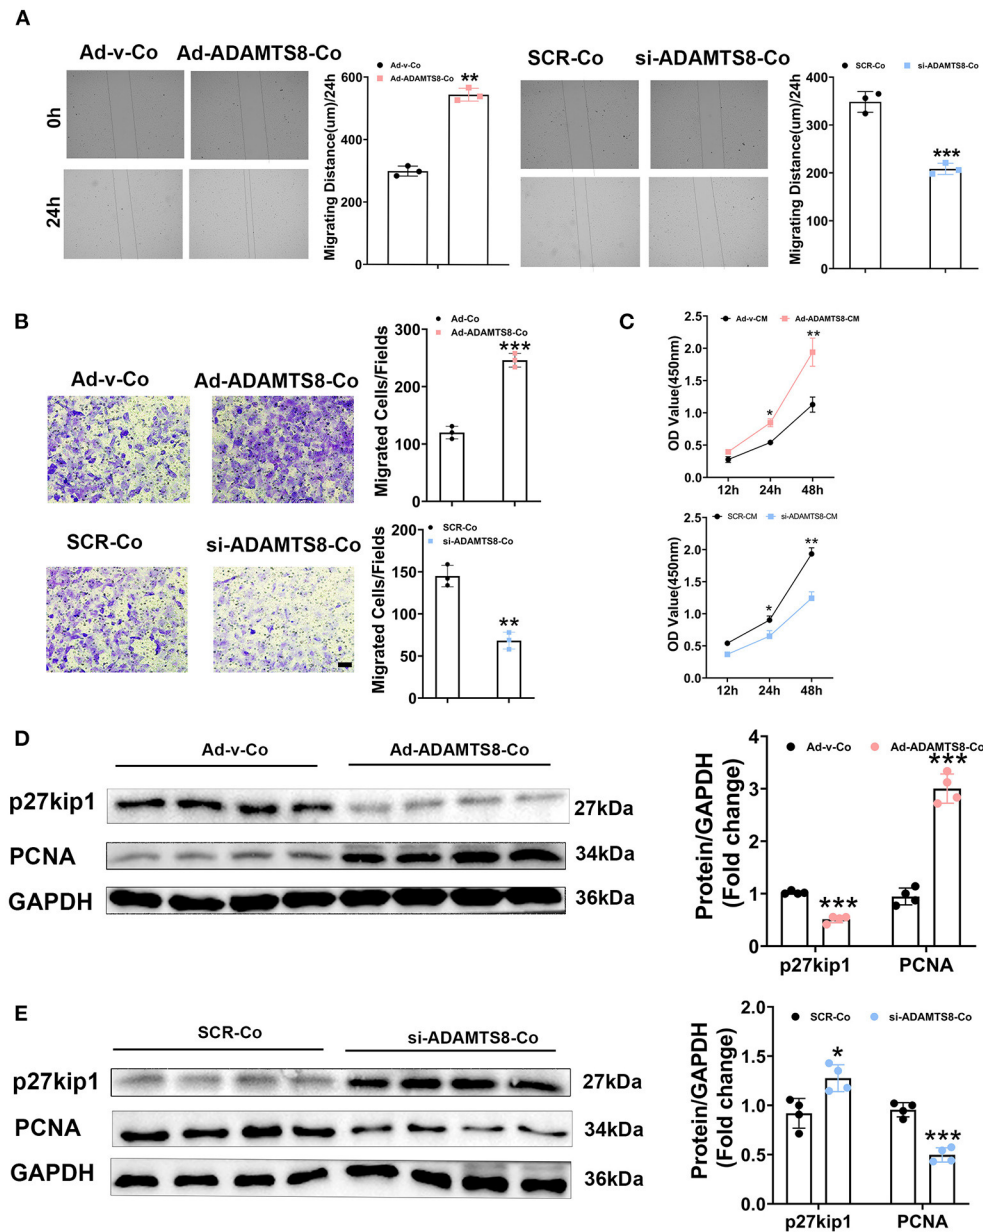 A
Ad-v-Co Ad-ADAMTS8-Co
0h
24h
Ad-v-Co
Ad-ADAMTS8-Co
Migrating Distance(um)/24h
600
400
200
0
**
SCR-Co si-ADAMTS8-Co
SCR-Co si-ADAMTS8-Co
Migrating Distance(um)/24h
400
300
200
100
0
***
B
Ad-v-Co Ad-ADAMTS8-Co
Ad-Co
Ad-ADAMTS8-Co
Migrated Cells/Fields
300
200
100
0
***
SCR-Co si-ADAMTS8-Co
SCR-Co
si-ADAMTS8-Co
Migrated Cells/Fields
200
150
100
50
0
**
C
Ad-v-CM Ad-ADAMTS8-CM
OD Value(450nm)
2.5
2.0
1.5
1.0
0.5
0.0
*
**
12h 24h 48h
SCR-CM si-ADAMTS8-CM
OD Value(450nm)
2.5
2.0
1.5
1.0
0.5
0.0
*
**
12h 24h 48h
D
Ad-v-Co Ad-ADAMTS8-Co
p27kip1 27kDa
PCNA 34kDa
GAPDH 36kDa
Ad-v-Co Ad-ADAMTS8-Co
Protein/GAPDH
(Fold change)
4
3
2
1
0
***
***
p27kip1 PCNA
E
SCR-Co si-ADAMTS8-Co
p27kip1 27kDa
PCNA 34kDa
GAPDH 36kDa
SCR-Co si-ADAMTS8-Co
Protein/GAPDH
(Fold change)
2.0
1.5
1.0
0.5
0.0
*
***
p27kip1 PCNA